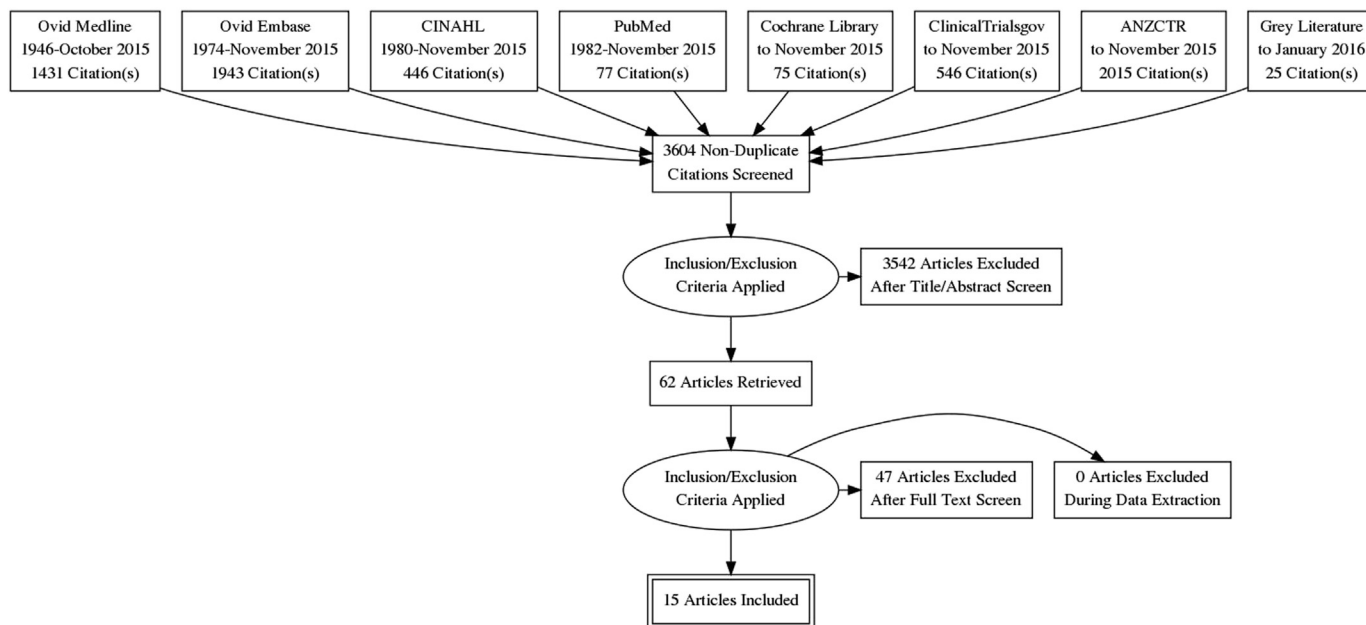 Ovid Medline
1946-October 2015
1431 Citation(s)
Ovid Embase
1974-November 2015
1943 Citation(s)
CINAHL
1980-November 2015
446 Citation(s)
PubMed
1982-November 2015
77 Citation(s)
Cochrane Library
to November 2015
75 Citation(s)
ClinicalTrialsgov
to November 2015
546 Citation(s)
ANZCTR
to November 2015
2015 Citation(s)
Grey Literature
to January 2016
25 Citation(s)
3604 Non-Duplicate
Citations Screened
Inclusion/Exclusion
Criteria Applied
3542 Articles Excluded
After Title/Abstract Screen
62 Articles Retrieved
Inclusion/Exclusion
Criteria Applied
47 Articles Excluded
After Full Text Screen
0 Articles Excluded
During Data Extraction
15 Articles Included